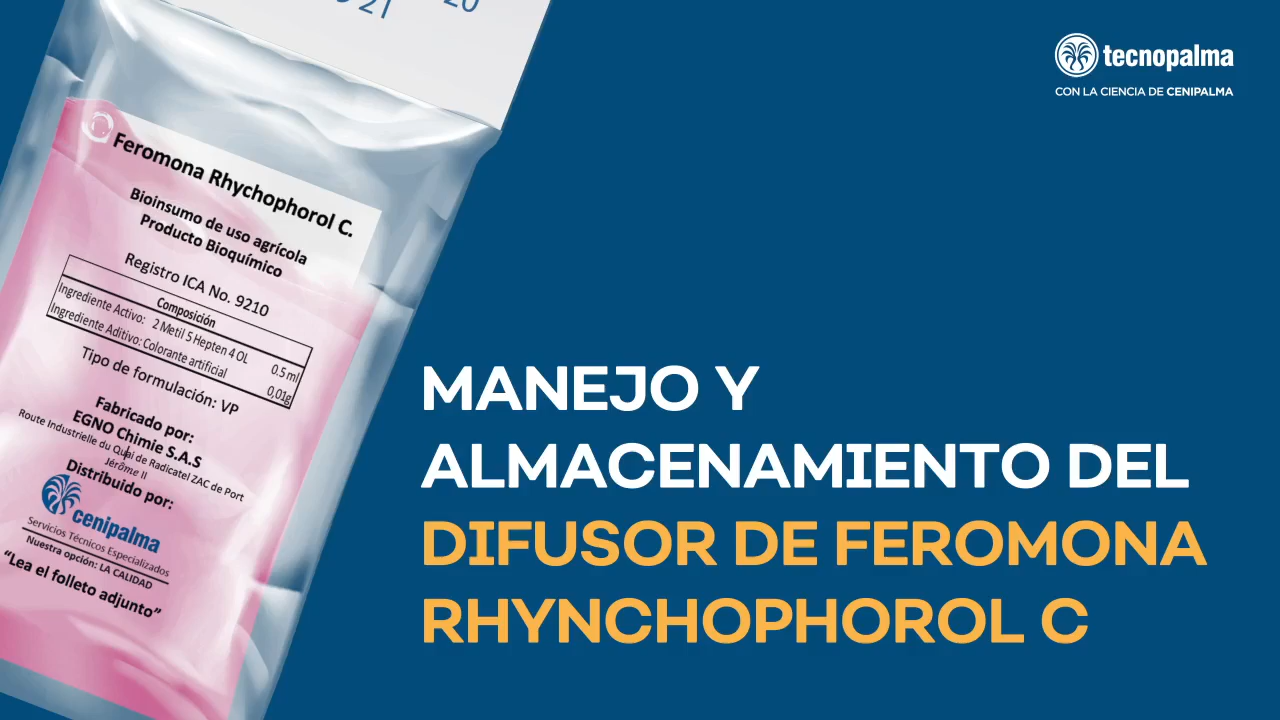 21
20
tecnopalma
CON LA CIENCIA DE CENIPALMA
Feromona Rhychophorol C.
Bioinsumo de uso agrícola
Producto Bioquímico
Registro ICA No. 9210
Composición
Ingrediente Activo: 2 Metil 5 Hepten 4 OL 0.5 ml
Ingrediente Aditivo: Colorante artificial 0,01g
Tipo de formulación: VP
Fabricado por:
EGNO Chimie S.A.S
Route Industrielle du Quai de Radicatel ZAC de Port
Jérôme II
Distribuido por:
cenipalma
Servicios Técnicos Especializados
Nuestra opción: LA CALIDAD
“Lea el folleto adjunto”
MANEJO Y
ALMACENAMIENTO DEL
DIFUSOR DE FEROMONA
RHYNCHOPHOROL C